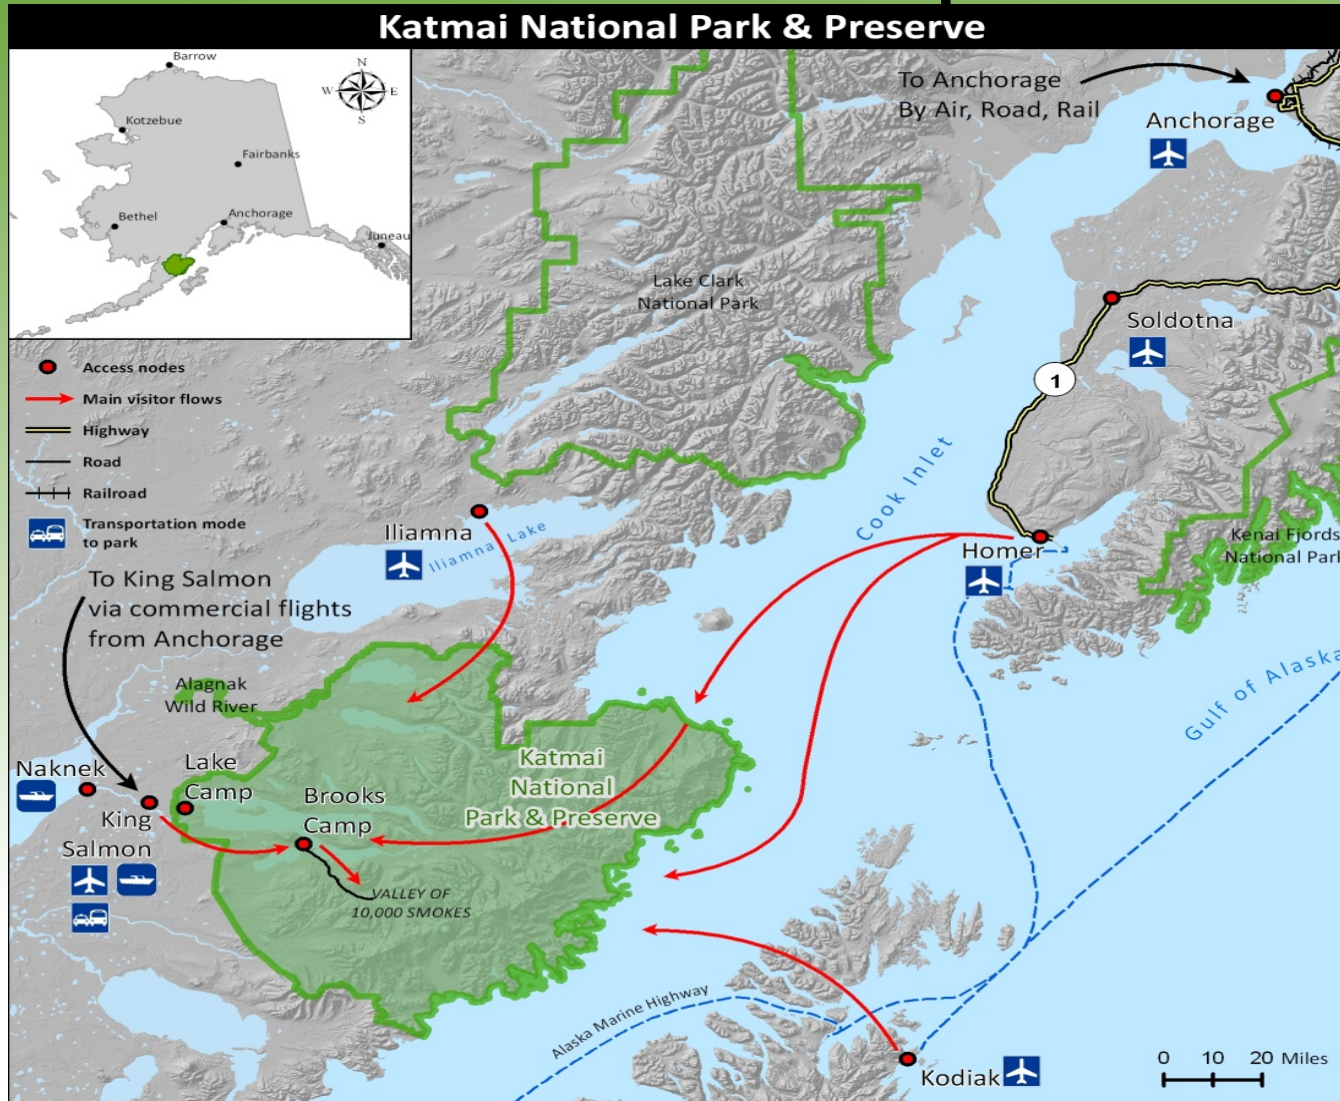 Katmai National Park & Preserve
Barrow
Kotzebue
Fairbanks
Bethel
Anchorage
Juneau
N
W
E
S
To Anchorage
By Air, Road, Rail
Anchorage
Lake Clark
National Park
Soldotna
1
Access nodes
Main visitor flows
Highway
Road
Railroad
Transportation mode
to park
Cook Inlet
Iliamna
Iliamna Lake
Homer
Kenai Fjords
National Park
To King Salmon
via commercial flights
from Anchorage
Alagnak
Wild River
Gulf of Alaska
Naknek
Lake
Camp
King
Salmon
Brooks
Camp
Katmai
National
Park & Preserve
VALLEY OF
10,000 SMOKES
Alaska Marine Highway
Kodiak
0 10 20 Miles